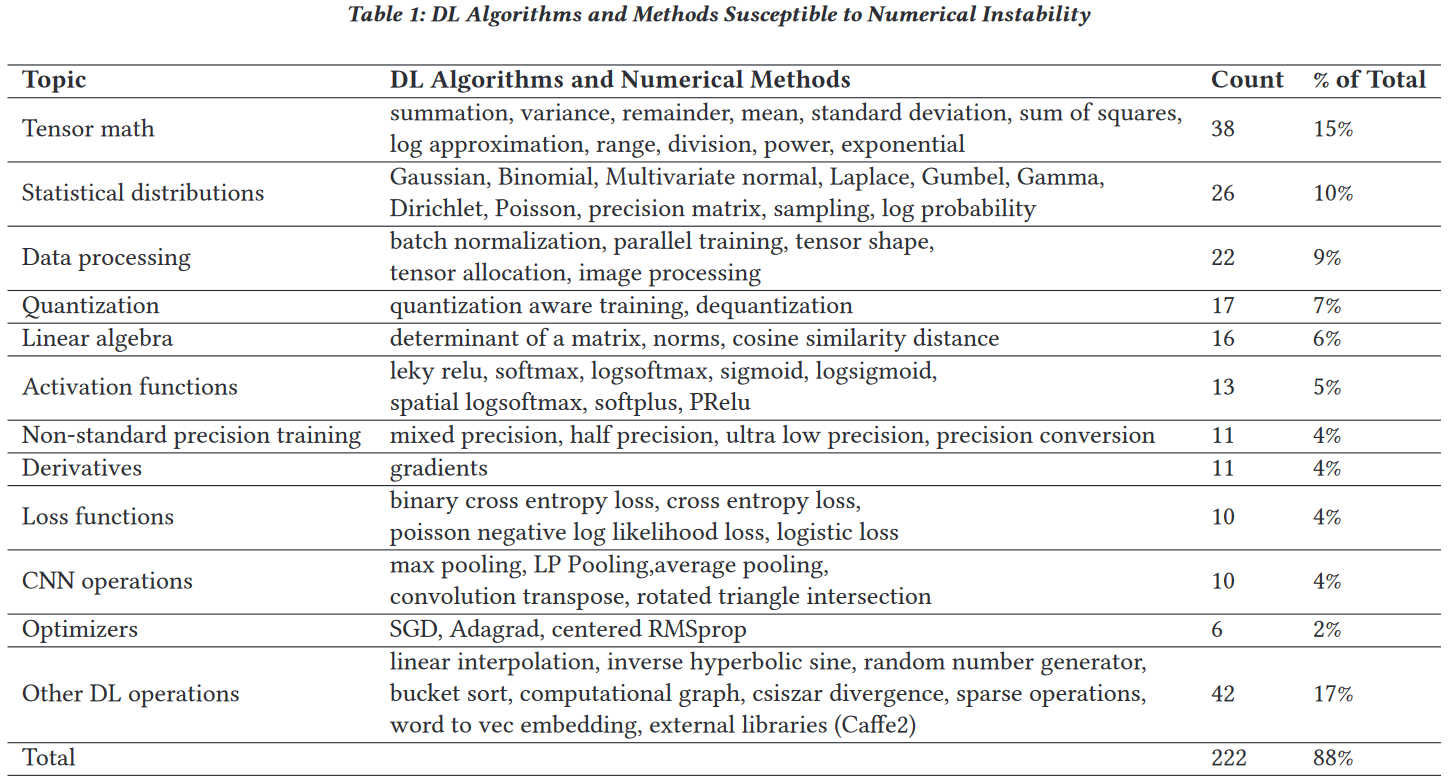 Table 1: DL Algorithms and Methods Susceptible to Numerical Instability
Topic DL Algorithms and Numerical Methods Count % of Total
Tensor math summation, variance, remainder, mean, standard deviation, sum of squares, log approximation, range, division, power, exponential 38 15%
Statistical distributions Gaussian, Binomial, Multivariate normal, Laplace, Gumbel, Gamma, Dirichlet, Poisson, precision matrix, sampling, log probability 26 10%
Data processing batch normalization, parallel training, tensor shape, tensor allocation, image processing 22 9%
Quantization quantization aware training, dequantization 17 7%
Linear algebra determinant of a matrix, norms, cosine similarity distance 16 6%
Activation functions leky relu, softmax, logsoftmax, sigmoid, logsigmoid, spatial logsoftmax, softplus, PRelu 13 5%
Non-standard precision training mixed precision, half precision, ultra low precision, precision conversion 11 4%
Derivatives gradients 11 4%
Loss functions binary cross entropy loss, cross entropy loss, poisson negative log likelihood loss, logistic loss 10 4%
CNN operations max pooling, LP Pooling,average pooling, convolution transpose, rotated triangle intersection 10 4%
Optimizers SGD, Adagrad, centered RMSprop 6 2%
Other DL operations linear interpolation, inverse hyperbolic sine, random number generator, bucket sort, computational graph, csiszar divergence, sparse operations, word to vec embedding, external libraries (Caffe2) 42 17%
Total 222 88%